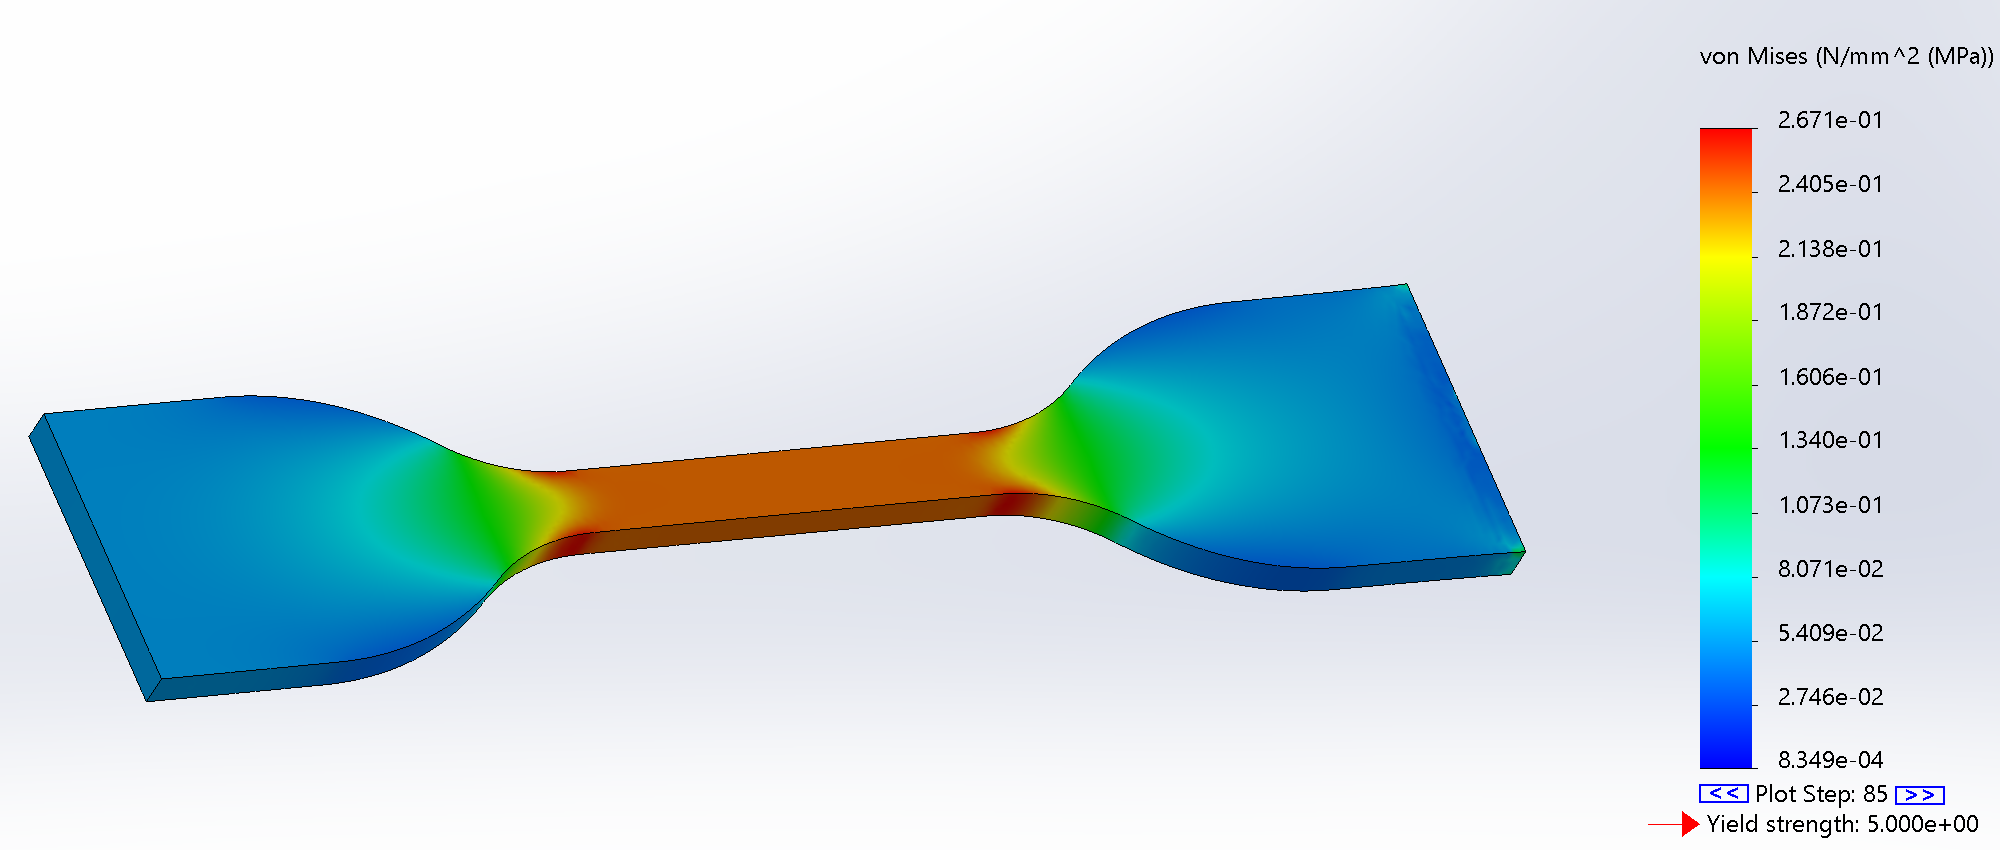 von Mises (N/mm^2 (MPa))
2.671e-01
2.405e-01
2.138e-01
1.872e-01
1.606e-01
1.340e-01
1.073e-01
8.071e-02
5.409e-02
2.746e-02
8.349e-04
<< Plot Step: 85 >>
Yield strength: 5.000e+00